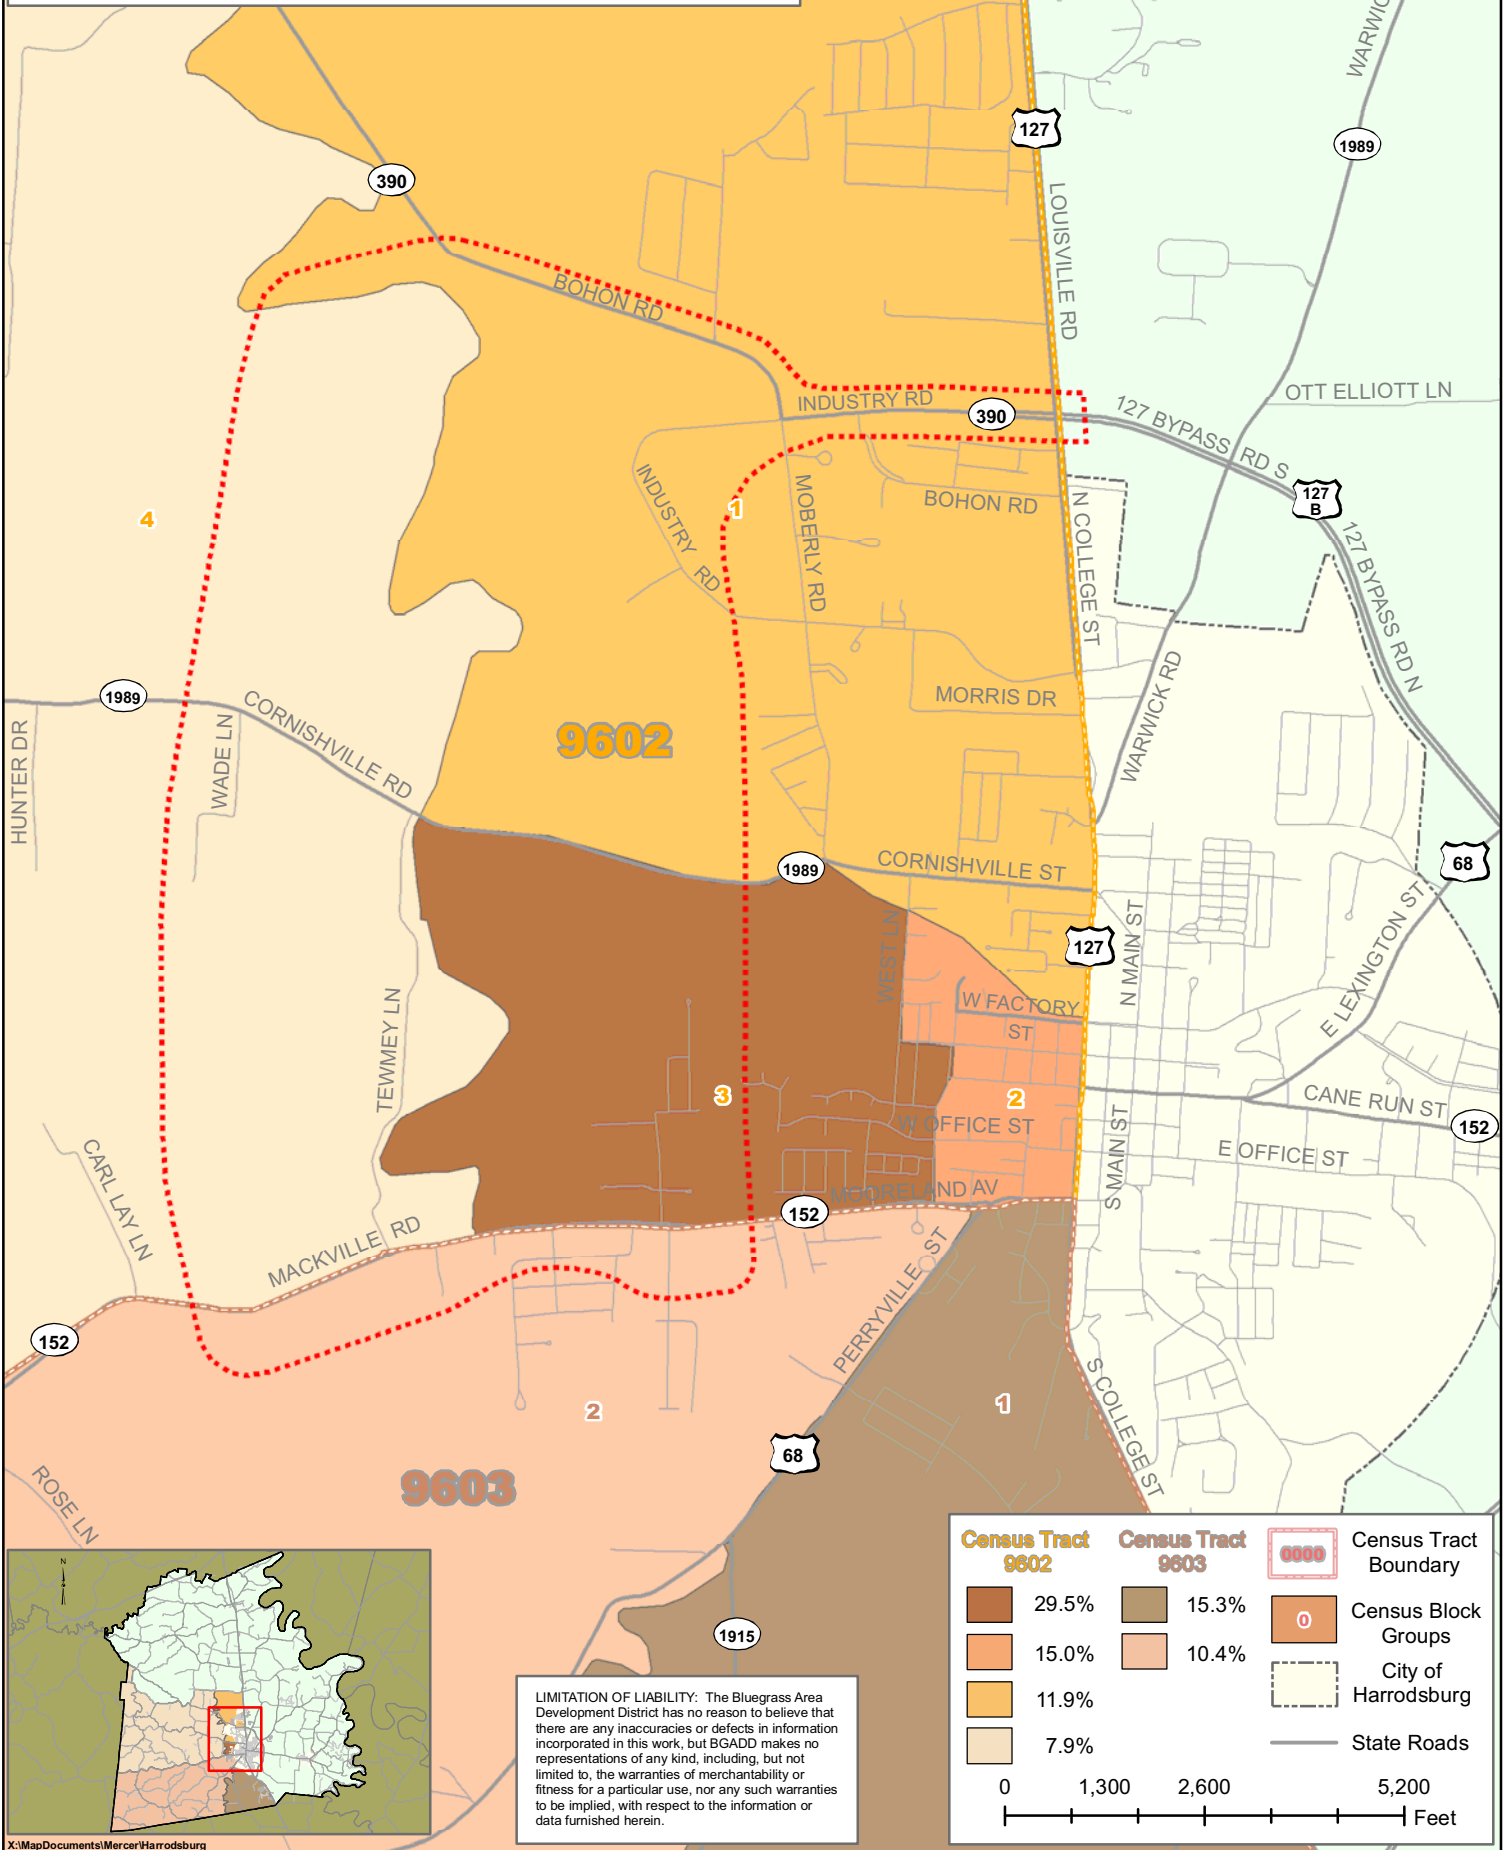 WARWIC
127
1989
390
LOUISVILLE RD
BOHON RD
OTT ELLIOTT LN
INDUSTRY RD
390
127 BYPASS RD S
127
B
4
1
INDUSTRY RD
MOBERLY RD
BOHON RD
N COLLEGE ST
127 BYPASS RD N
1989
CORNISHVILLE RD
HUNTER DR
WADE LN
9602
MORRIS DR
WARWICK RD
1989
CORNISHVILLE ST
68
WEST LN
127
N MAIN ST
E LEXINGTON ST
W FACTORY
ST
TEWMEY LN
3
2
CANE RUN ST
152
W OFFICE ST
S MAIN ST
E OFFICE ST
CARL LAY LN
MOORELAND AV
152
MACKVILLE RD
PERRYVILLE ST
152
2
1
S COLLEGE ST
68
9603
ROSE LN
1915
N
Census Tract
9602
29.5%
15.0%
11.9%
7.9%
Census Tract
9603
15.3%
10.4%
0000
Census Tract
Boundary
0
Census Block
Groups
City of
Harrodsburg
State Roads
0 1,300 2,600 5,200
Feet
LIMITATION OF LIABILITY: The Bluegrass Area
Development District has no reason to believe that
there are any inaccuracies or defects in information
incorporated in this work, but BGADD makes no
representations of any kind, including, but not
limited to, the warranties of merchantability or
fitness for a particular use, nor any such warranties
to be implied, with respect to the information or
data furnished herein.
X:\MapDocuments\Mercer\Harrodsburg